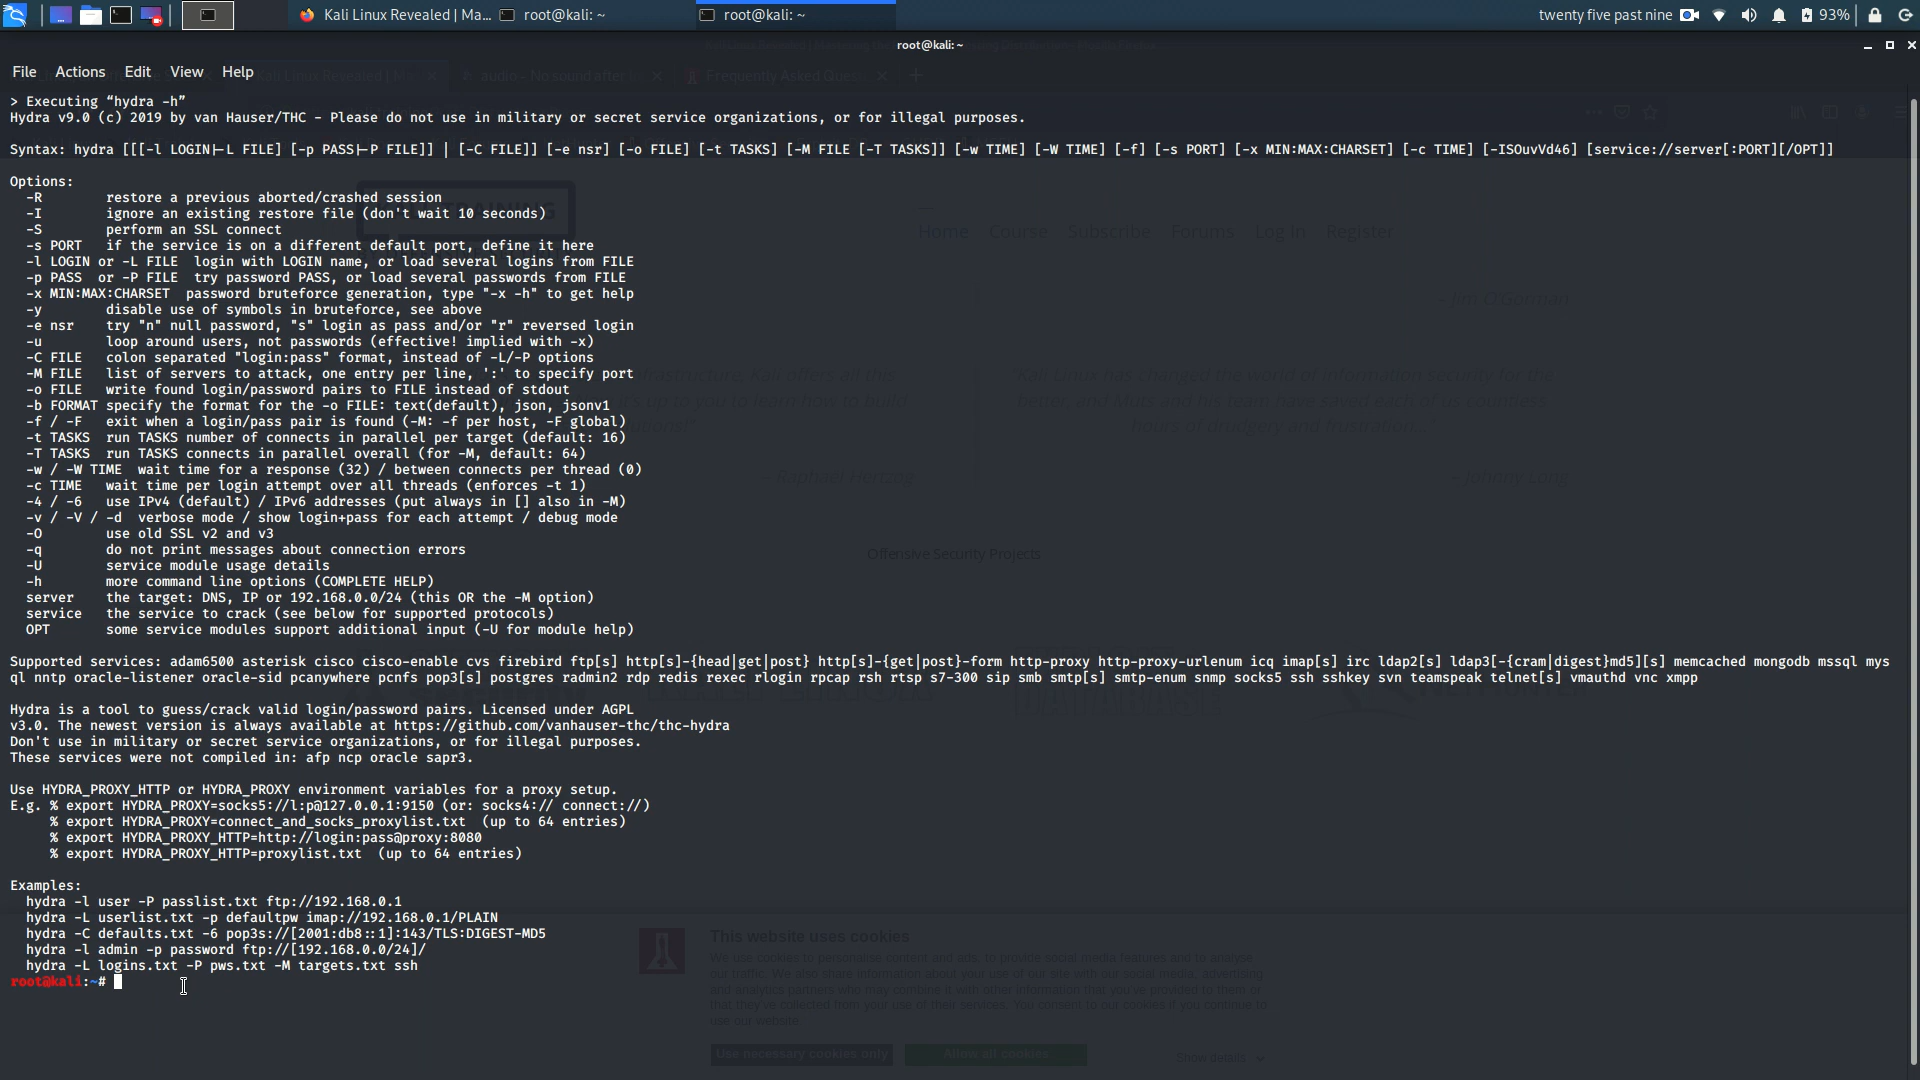 Kali Linux Revealed | Ma...
root@kali: ~
root@kali: ~
twenty five past nine
93%
root@kali: ~
File Actions Edit View Help
> Executing “hydra -h”
Hydra v9.0 (c) 2019 by van Hauser/THC - Please do not use in military or secret service organizations, or for illegal purposes.
Syntax: hydra [[[-l LOGIN|-L FILE] [-p PASS|-P FILE]] | [-C FILE]] [-e nsr] [-o FILE] [-t TASKS] [-M FILE [-T TASKS]] [-w TIME] [-W TIME] [-f] [-s PORT] [-x MIN:MAX:CHARSET] [-c TIME] [-ISOuvVd46] [service://server[:PORT][/OPT]]
Options:
-R restore a previous aborted/crashed session
-I ignore an existing restore file (don't wait 10 seconds)
-S perform an SSL connect
-s PORT if the service is on a different default port, define it here
-l LOGIN or -L FILE login with LOGIN name, or load several logins from FILE
-p PASS or -P FILE try password PASS, or load several passwords from FILE
-x MIN:MAX:CHARSET password bruteforce generation, type "-x -h" to get help
-y disable use of symbols in bruteforce, see above
-e nsr try "n" null password, "s" login as pass and/or "r" reversed login
-u loop around users, not passwords (effective! implied with -x)
-C FILE colon separated "login:pass" format, instead of -L/-P options
-M FILE list of servers to attack, one entry per line, ':' to specify port
-o FILE write found login/password pairs to FILE instead of stdout
-b FORMAT specify the format for the -o FILE: text(default), json, jsonv1
-f / -F exit when a login/pass pair is found (-M: -f per host, -F global)
-t TASKS run TASKS number of connects in parallel per target (default: 16)
-T TASKS run TASKS connects in parallel overall (for -M, default: 64)
-w / -W TIME wait time for a response (32) / between connects per thread (0)
-c TIME wait time per login attempt over all threads (enforces -t 1)
-4 / -6 use IPv4 (default) / IPv6 addresses (put always in [] also in -M)
-v / -V / -d verbose mode / show login+pass for each attempt / debug mode
-O use old SSL v2 and v3
-q do not print messages about connection errors
-U service module usage details
-h more command line options (COMPLETE HELP)
server the target: DNS, IP or 192.168.0.0/24 (this OR the -M option)
service the service to crack (see below for supported protocols)
OPT some service modules support additional input (-U for module help)
Supported services: adam6500 asterisk cisco cisco-enable cvs firebird ftp[s] http[s]-{head|get|post} http[s]-{get|post}-form http-proxy http-proxy-urlenum icq imap[s] irc ldap2[s] ldap3[-{cram|digest}md5][s] memcached mongodb mssql mys
ql nntp oracle-listener oracle-sid pcanywhere pcnfs pop3[s] postgres radmin2 rdp redis rexec rlogin rpcap rsh rtsp s7-300 sip smb smtp[s] smtp-enum snmp socks5 ssh sshkey svn teamspeak telnet[s] vmauthd vnc xmpp
Hydra is a tool to guess/crack valid login/password pairs. Licensed under AGPL
v3.0. The newest version is always available at https://github.com/vanhauser-thc/thc-hydra
Don't use in military or secret service organizations, or for illegal purposes.
These services were not compiled in: afp ncp oracle sapr3.
Use HYDRA_PROXY_HTTP or HYDRA_PROXY environment variables for a proxy setup.
E.g. % export HYDRA_PROXY=socks5://l:p@127.0.0.1:9150 (or: socks4:// connect://)
% export HYDRA_PROXY=connect_and_socks_proxylist.txt (up to 64 entries)
% export HYDRA_PROXY_HTTP=http://login:pass@proxy:8080
% export HYDRA_PROXY_HTTP=proxylist.txt (up to 64 entries)
Examples:
hydra -l user -P passlist.txt ftp://192.168.0.1
hydra -L userlist.txt -p defaultpw imap://192.168.0.1/PLAIN
hydra -C defaults.txt -6 pop3s://[2001:db8::1]:143/TLS:DIGEST-MD5
hydra -l admin -p password ftp://[192.168.0.0/24]/
hydra -L logins.txt -P pws.txt -M targets.txt ssh
root@kali:~#
Home Course Subscribe Forums Log In Register
Offensive Security Projects
This website uses cookies
Use necessary cookies only
Allow all cookies
Show details